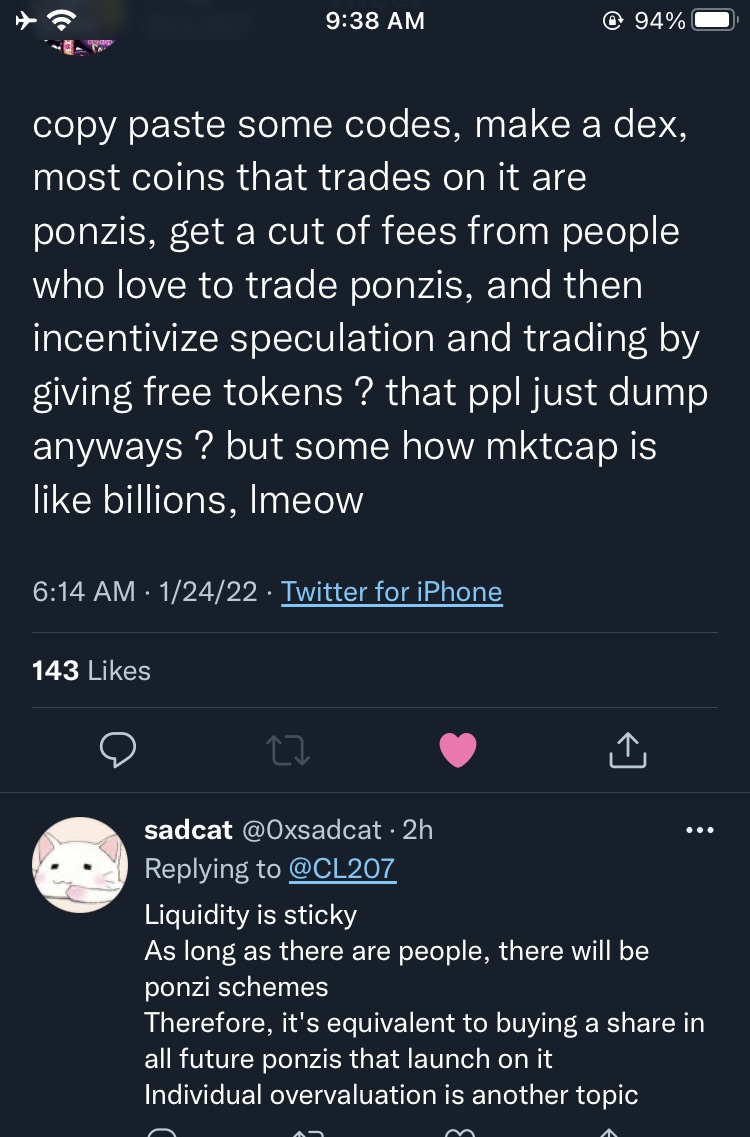 9:38 AM
94%
copy paste some codes, make a dex,
most coins that trades on it are
ponzis, get a cut of fees from people
who love to trade ponzis, and then
incentivize speculation and trading by
giving free tokens ? that ppl just dump
anyways ? but some how mktcap is
like billions, lmeow
6:14 AM · 1/24/22 · Twitter for iPhone
143 Likes
sadcat @0xsadcat · 2h
Replying to @CL207
Liquidity is sticky
As long as there are people, there will be
ponzi schemes
Therefore, it's equivalent to buying a share in
all future ponzis that launch on it
Individual overvaluation is another topic